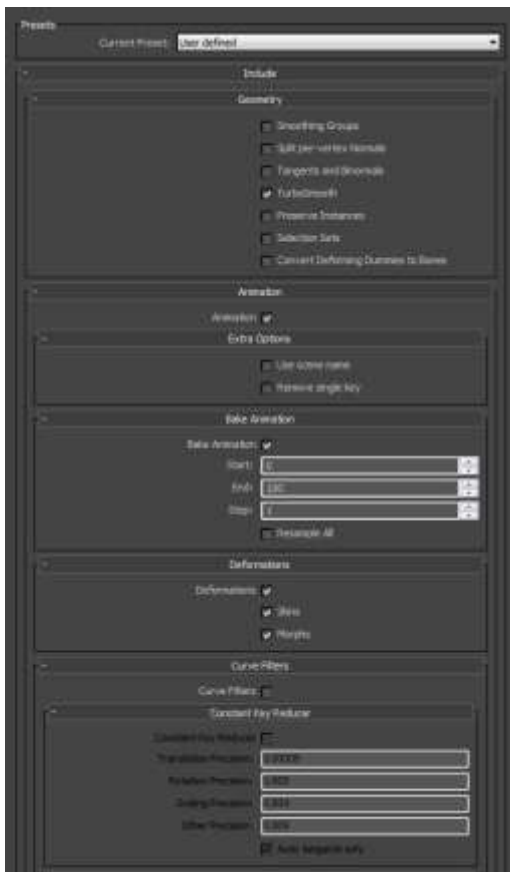 Presets
Current Preset: User defined
Include
Geometry
Smoothing Groups
Split per-vertex Normals
Tangents and Binormals
TurboSmooth
Preserve Instances
Selection Sets
Convert Deforming Dummies to Bones
Animation
Animation
Extra Options
Use scene name
Remove single key
Bake Animation
Bake Animation
Start: 0
End: 100
Step: 1
Resample All
Deformations
Deformations
Skins
Morphs
Curve Filters
Curve Filters
Constant Key Reducer
Constant Key Reducer
Translation Precision:
Rotation Precision:
Scaling Precision:
Other Precision:
Auto tangents only